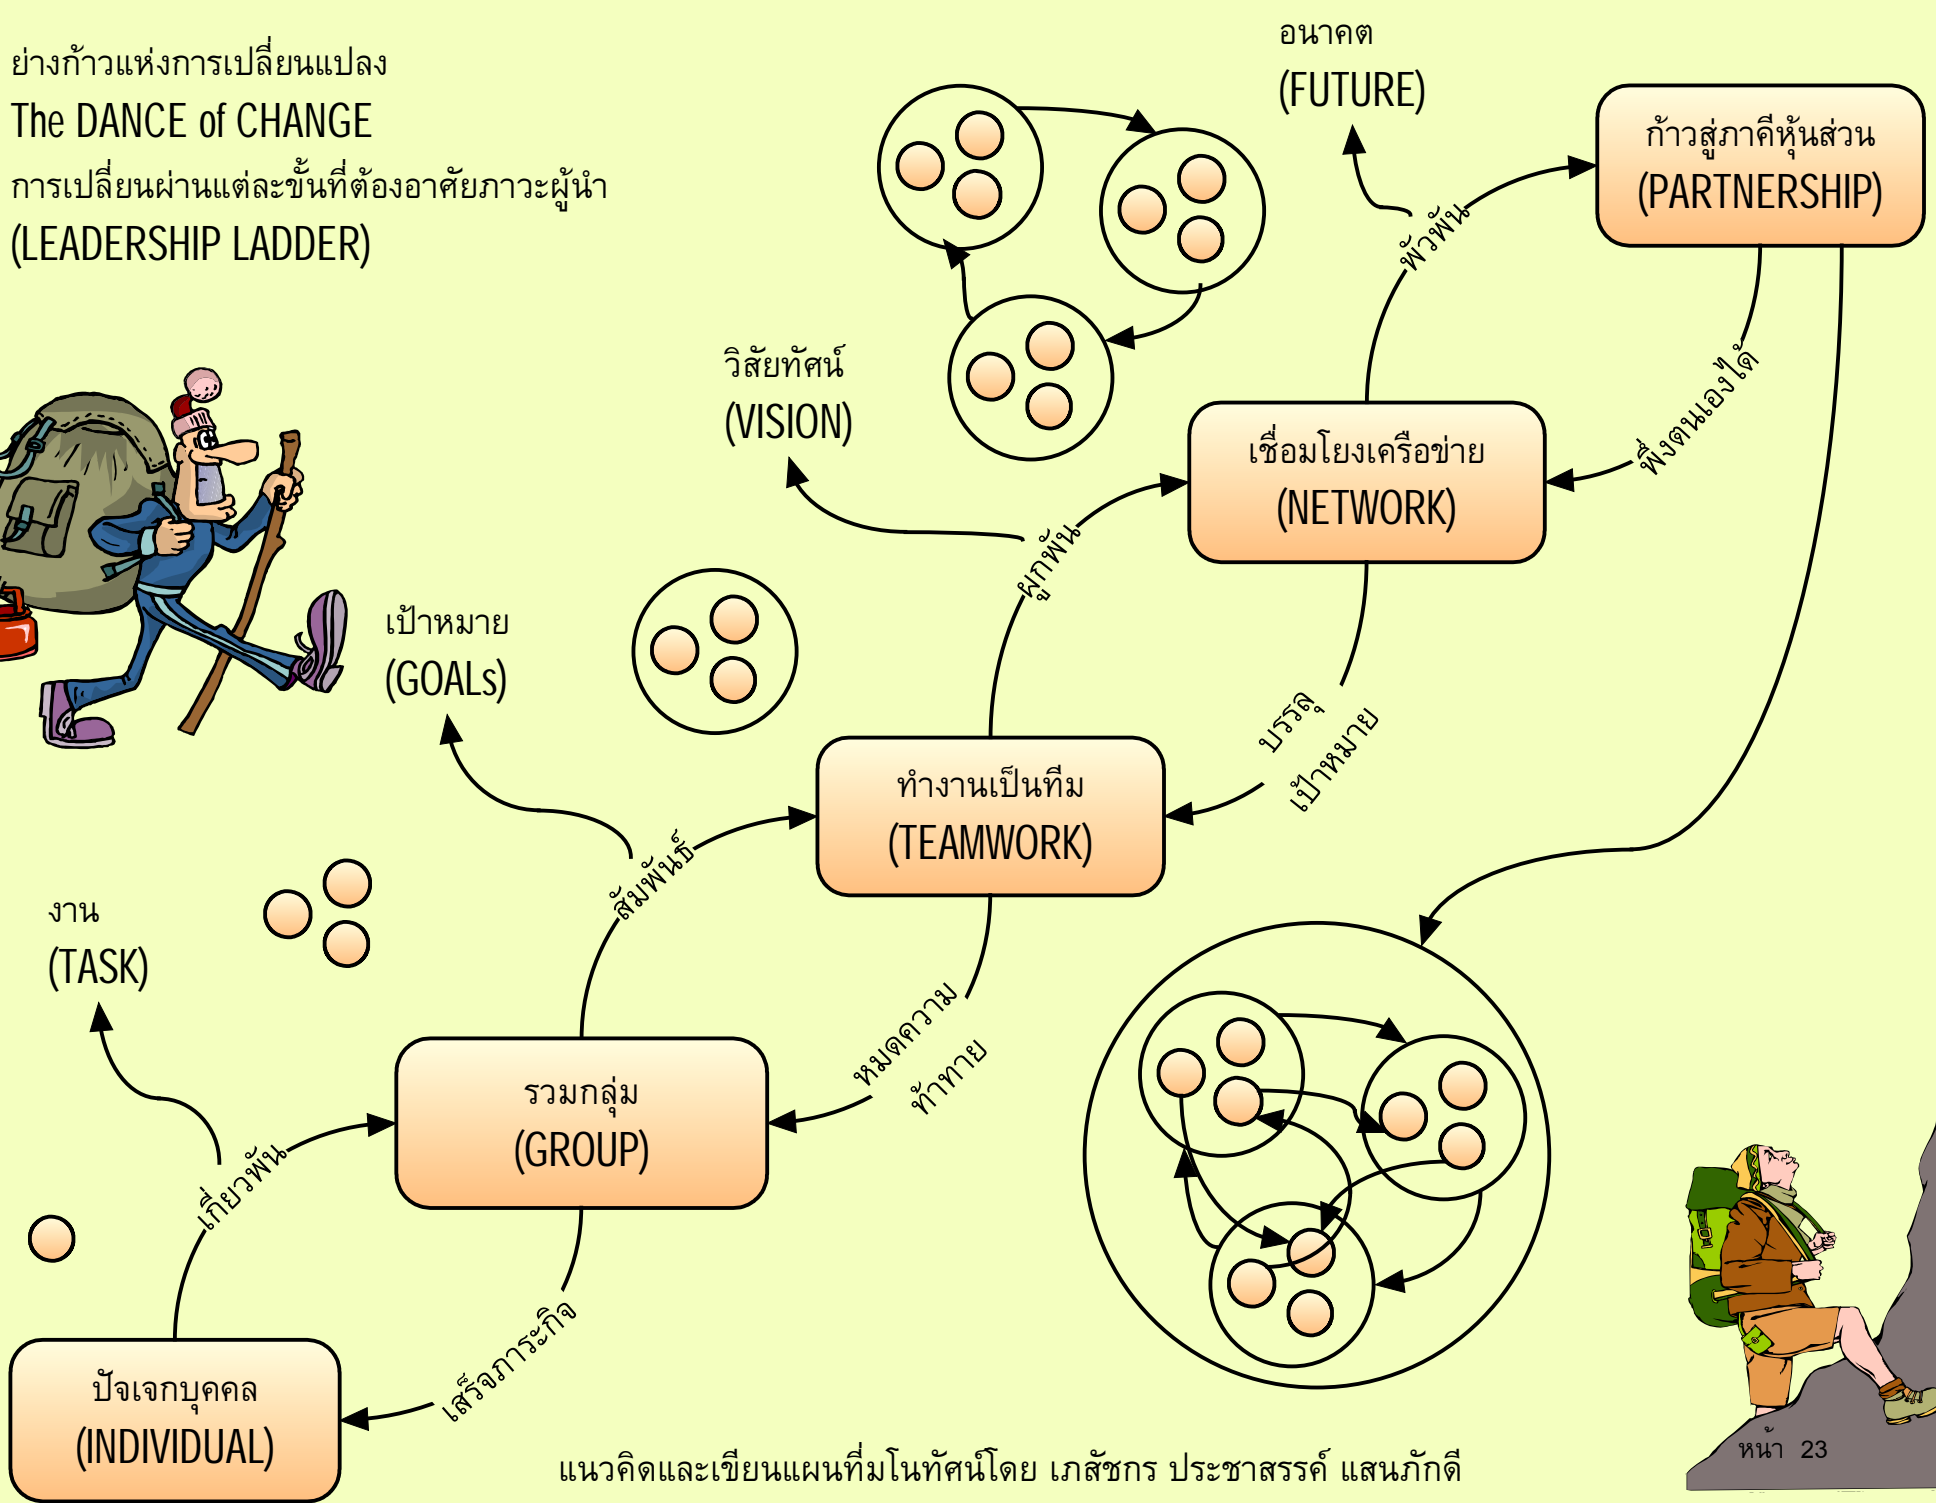 ย่างก้าวแห่งการเปลี่ยนแปลง
The DANCE of CHANGE
การเปลี่ยนผ่านแต่ละขั้นที่ต้องอาศัยภาวะผู้นำ
(LEADERSHIP LADDER)
อนาคต
(FUTURE)
ก้าวสู่ภาคีหุ้นส่วน
(PARTNERSHIP)
พัวพัน
พึ่งตนเองได้
วิสัยทัศน์
(VISION)
เชื่อมโยงเครือข่าย
(NETWORK)
ผูกพัน
บรรลุ
เป้าหมาย
เป้าหมาย
(GOALs)
ทำงานเป็นทีม
(TEAMWORK)
สัมพันธ์
หมดความ
ท้าทาย
งาน
(TASK)
รวมกลุ่ม
(GROUP)
เกี่ยวพัน
เสร็จภาระกิจ
ปัจเจกบุคคล
(INDIVIDUAL)
แนวคิดและเขียนแผนที่มโนทัศน์โดย เภสัชกร ประชาสรรค์ แสนภักดี
หน้า 23